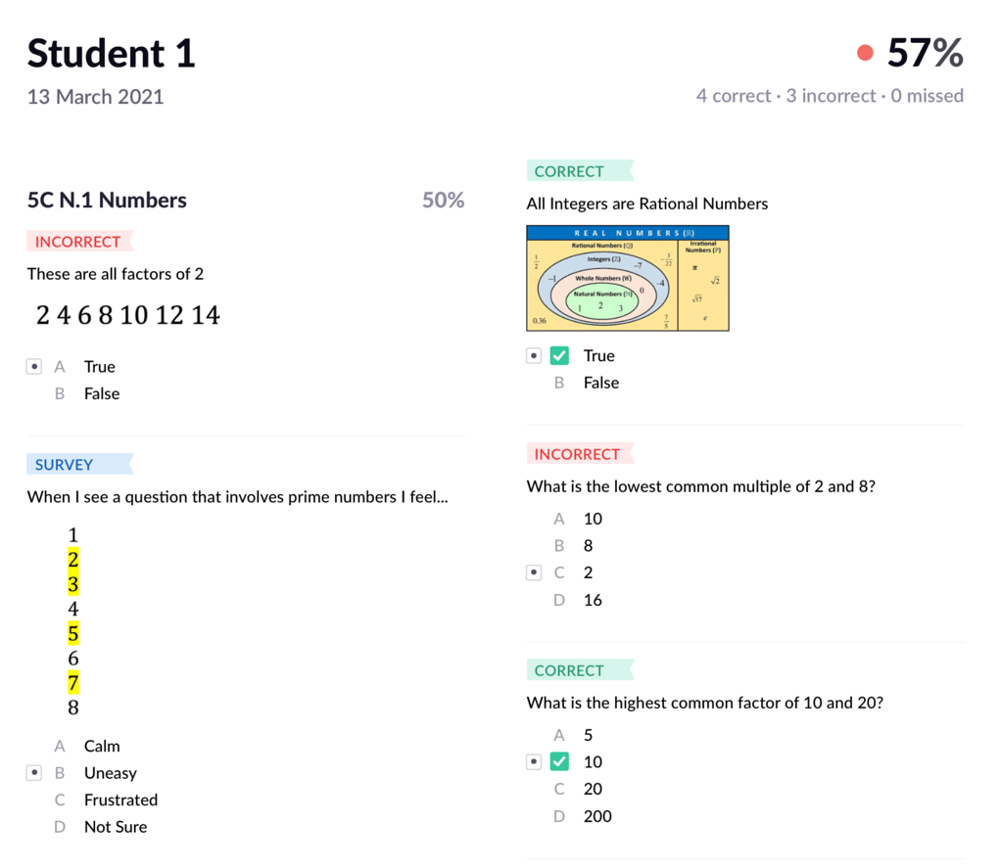 Student 1
57%
13 March 2021
4 correct · 3 incorrect · 0 missed
5C N.1 Numbers
50%
INCORRECT
These are all factors of 2
2 4 6 8 10 12 14
A True
B False
SURVEY
When I see a question that involves prime numbers I feel...
1
2
3
4
5
6
7
8
A Calm
B Uneasy
C Frustrated
D Not Sure
CORRECT
All Integers are Rational Numbers
REAL NUMBERS (ℝ)
Rational Numbers (ℚ)
Irrational
Numbers (ℙ)
1/2
Integers (ℤ)
-7
-3/22
π
-1
Whole Numbers (𝕎)
-4
√2
Natural Numbers (ℕ)
0
1 2 3
√17
0.36
7/5
e
True
B False
INCORRECT
What is the lowest common multiple of 2 and 8?
A 10
B 8
C 2
D 16
CORRECT
What is the highest common factor of 10 and 20?
A 5
10
C 20
D 200